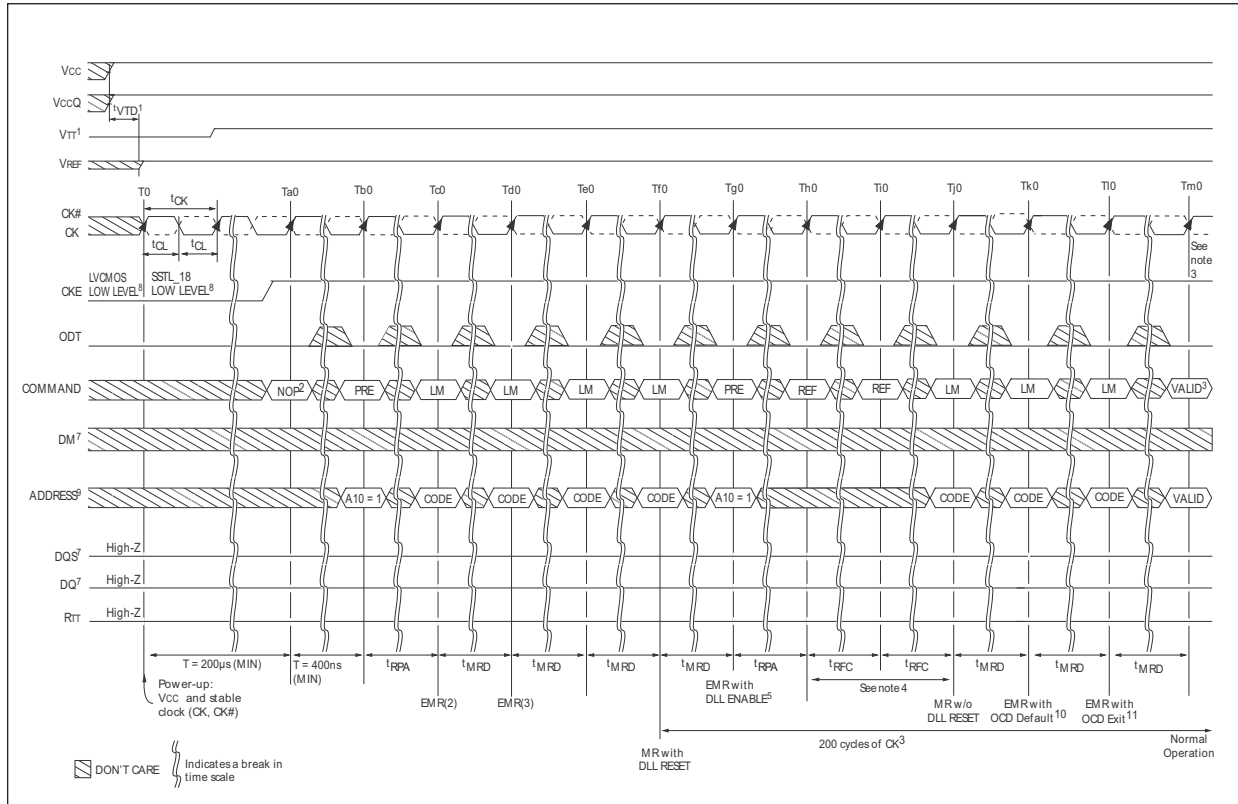 VCC
VCCQ
tVTD1
VTT1
VREF
T0 Ta0 Tb0 Tc0 Td0 Te0 Tf0 Tg0 Th0 Ti0 Tj0 Tk0 Tl0 Tm0
tCK
CK#
CK
tCL tCL
See
note
3
LVCMOS
LOW LEVEL8
SSTL_18
LOW LEVEL8
CKE
ODT
COMMAND NOP2 PRE LM LM LM LM PRE REF REF LM LM LM VALID3
DM7
ADDRESS9 A10 = 1 CODE CODE CODE CODE A10 = 1 CODE CODE CODE VALID
DQS7 High-Z
DQ7 High-Z
RTT High-Z
T = 200µs (MIN) T = 400ns
(MIN)
tRPA tMRD tMRD tMRD tMRD tRPA tRFC tRFC tMRD tMRD tMRD
See note 4
Power-up:
VCC and stable
clock (CK, CK#)
EMR(2) EMR(3)
EMR with
DLL ENABLE5
MR w/o
DLL RESET
EMR with
OCD Default10
EMR with
OCD Exit11
200 cycles of CK3
Normal
Operation
MR with
DLL RESET
DON'T CARE
Indicates a break in
time scale